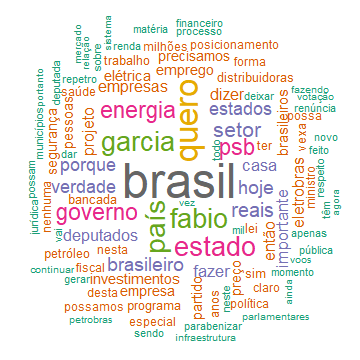 sistema
matéria financeiro
mercado relação sobre renda milhões processo posicionamento
deputada repetro trabalho precisamos forma
municípios portanto saúde elétrica emprego distribuidoras
possam pessoas empresas dizer deixar fazendo votação
dar segurança projeto energia quero estados brasileiros possa renúncia
nenhuma garcia setor vexa novo
jurídica porque psb ter feito
todo casa eletrobras ministro respeito
verdade brasil hoje têm
bancada vez reais agora
governo país fabio importante
vai deputados mil lei apenas
petróleo nesta estado então pública
continuar fiscal brasileiro fazer preço sim voos
gerar investimentos partido neste claro momento
desta empresa anos política ainda
possamos programa parlamentares
petrobras especial parabenizar
sendo infraestrutura